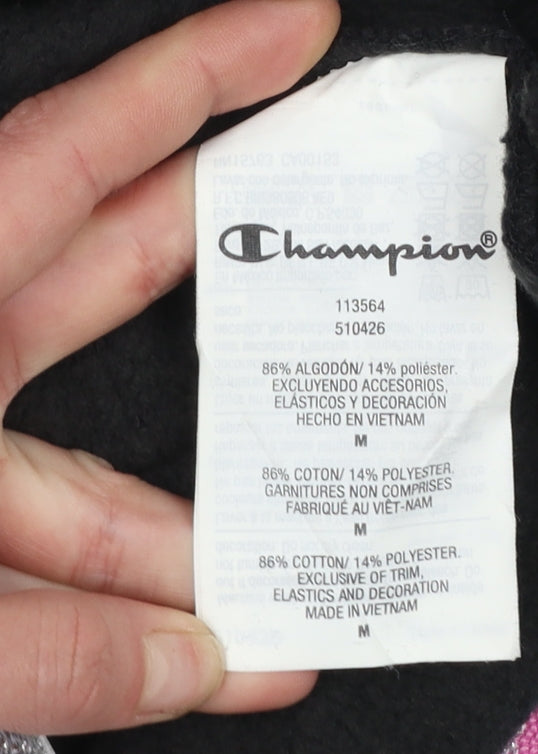 Champion®
113564
510426
86% ALGODÓN/ 14% poliéster.
EXCLUYENDO ACCESORIOS,
ELÁSTICOS Y DECORACIÓN
HECHO EN VIETNAM
M
86% COTON/ 14% POLYESTER.
GARNITURES NON COMPRISES
FABRIQUÉ AU VIÊT-NAM
M
86% COTTON/ 14% POLYESTER.
EXCLUSIVE OF TRIM,
ELASTICS AND DECORATION
MADE IN VIETNAM
M